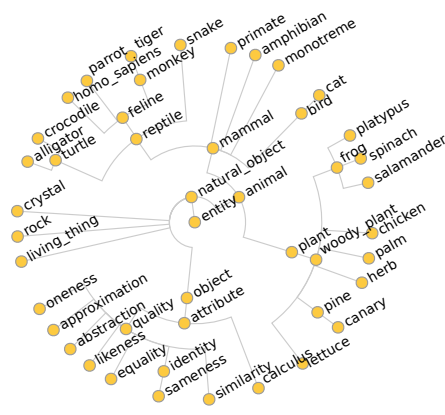 snake
primate
amphibian
monotreme
tiger
parrot
monkey
homo_sapiens
feline
cat
bird
crocodile
alligator
turtle
reptile
mammal
platypus
frog
spinach
salamander
natural_object
animal
entity
crystal
rock
living_thing
plant
woody_plant
chicken
palm
herb
object
attribute
pine
canary
lettuce
oneness
approximation
abstraction
quality
likeness
equality
identity
sameness
similarity
calculus